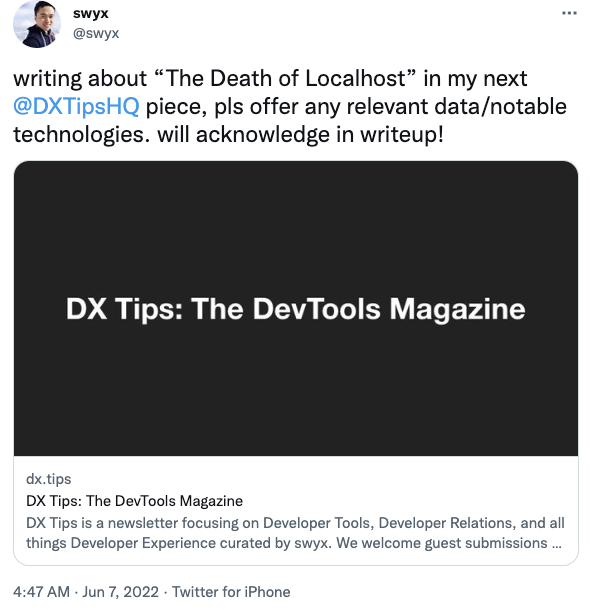 swyx
@swyx
writing about “The Death of Localhost” in my next
@DXTipsHQ piece, pls offer any relevant data/notable
technologies. will acknowledge in writeup!
DX Tips: The DevTools Magazine
dx.tips
DX Tips: The DevTools Magazine
DX Tips is a newsletter focusing on Developer Tools, Developer Relations, and all
things Developer Experience curated by swyx. We welcome guest submissions ...
4:47 AM · Jun 7, 2022 · Twitter for iPhone